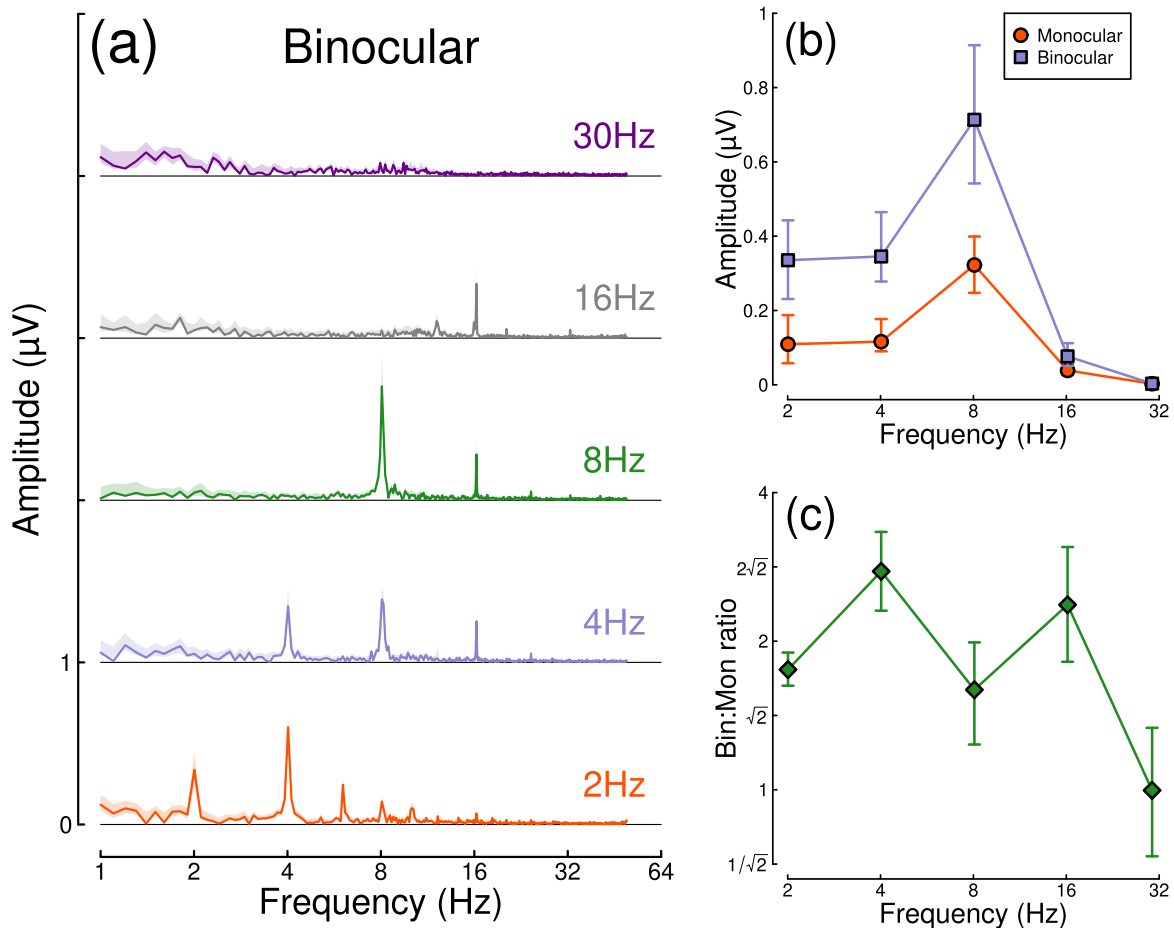 (a)
Binocular
30Hz
16Hz
8Hz
4Hz
2Hz
Amplitude (µV)
1
0
1 2 4 8 16 32 64
Frequency (Hz)
(b)
Monocular
Binocular
Amplitude (µV)
1
0.8
0.6
0.4
0.2
0
2 4 8 16 32
Frequency (Hz)
(c)
Bin:Mon ratio
4
2√2
2
√2
1
1/√2
2 4 8 16 32
Frequency (Hz)